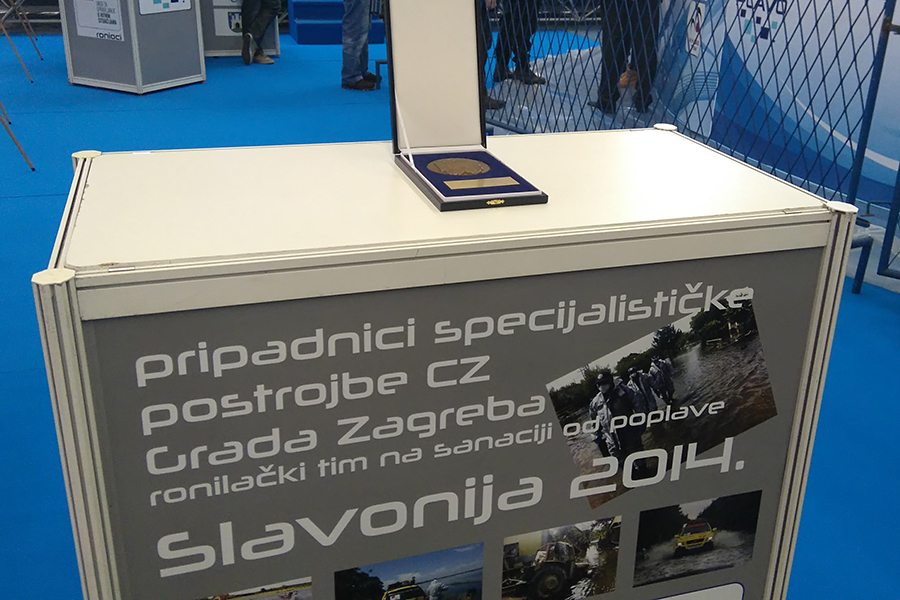 ronioci
pripadnici specijalističke
postrojbe CZ
Grada Zagreba
ronilački tim na sanaciji od poplave
Slavonija 2014.